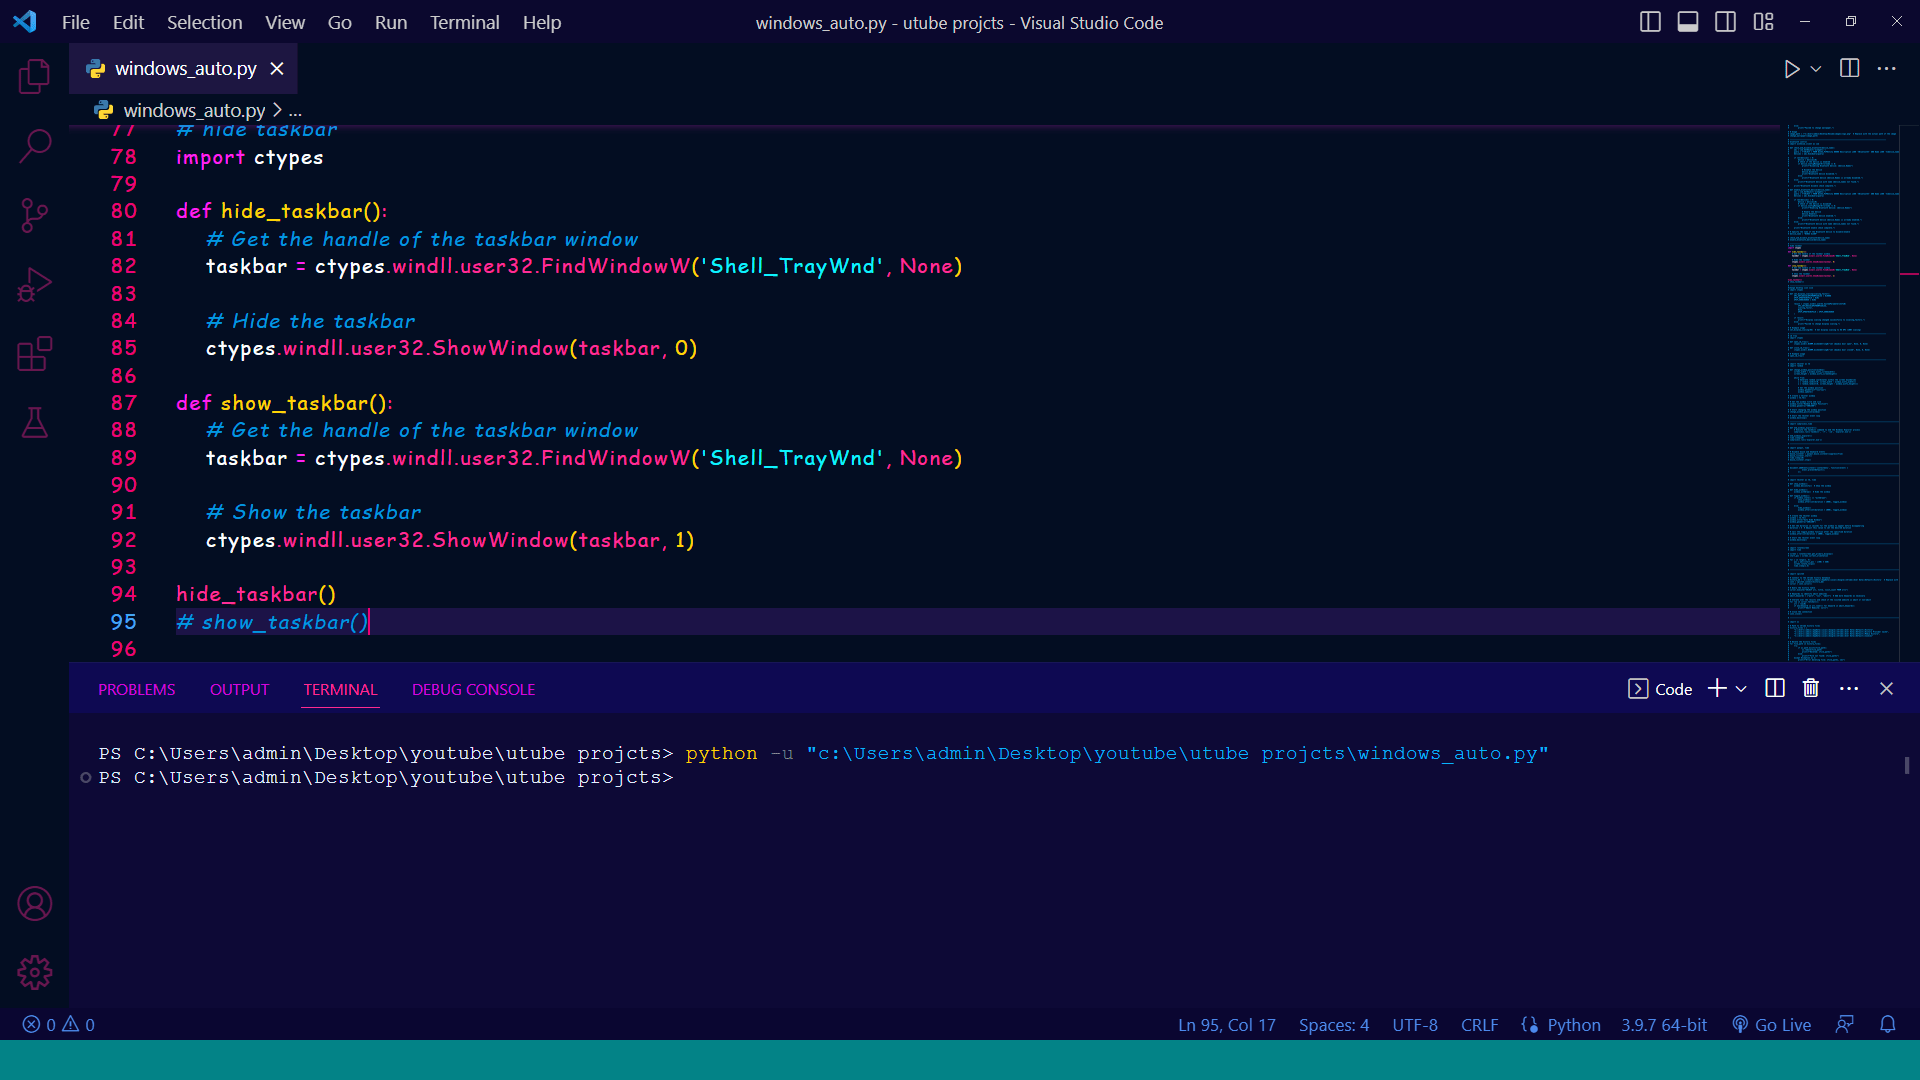 File Edit Selection View Go Run Terminal Help
windows_auto.py - utube projcts - Visual Studio Code
windows_auto.py
windows_auto.py > ...
77 # hide taskbar
78 import ctypes
79
80 def hide_taskbar():
81 # Get the handle of the taskbar window
82 taskbar = ctypes.windll.user32.FindWindowW('Shell_TrayWnd', None)
83
84 # Hide the taskbar
85 ctypes.windll.user32.ShowWindow(taskbar, 0)
86
87 def show_taskbar():
88 # Get the handle of the taskbar window
89 taskbar = ctypes.windll.user32.FindWindowW('Shell_TrayWnd', None)
90
91 # Show the taskbar
92 ctypes.windll.user32.ShowWindow(taskbar, 1)
93
94 hide_taskbar()
95 # show_taskbar()
96
PROBLEMS OUTPUT TERMINAL DEBUG CONSOLE Code
PS C:\Users\admin\Desktop\youtube\utube projcts> python -u "c:\Users\admin\Desktop\youtube\utube projcts\windows_auto.py"
PS C:\Users\admin\Desktop\youtube\utube projcts>
0 0 Ln 95, Col 17 Spaces: 4 UTF-8 CRLF Python 3.9.7 64-bit Go Live